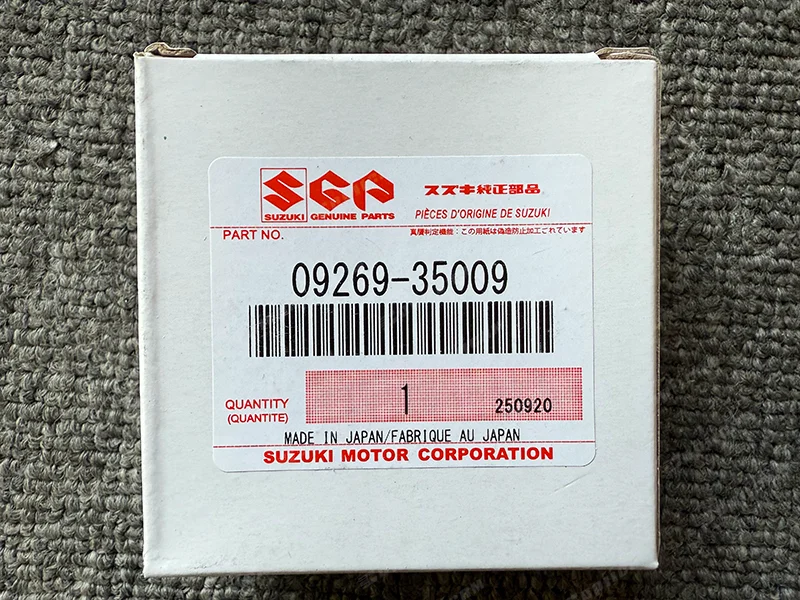 SGP
スズキ純正部品
SUZUKI GENUINE PARTS
PIÈCES D'ORIGINE DE SUZUKI
PART NO.
真贋判定機能：この用紙は偽造防止加工されています
09269-35009
QUANTITY
(QUANTITE)
1
250920
MADE IN JAPAN/FABRIQUE AU JAPAN
SUZUKI MOTOR CORPORATION